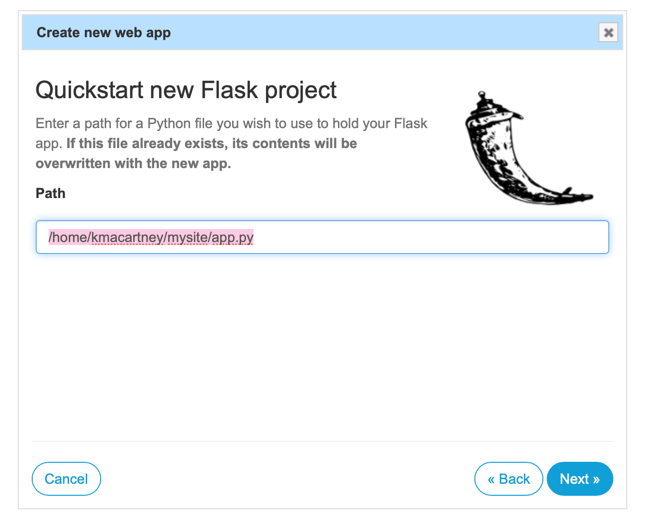 Create new web app
Quickstart new Flask project
Enter a path for a Python file you wish to use to hold your Flask
app. If this file already exists, its contents will be
overwritten with the new app.
Path
/home/kmacartney/mysite/app.py
Cancel
« Back
Next »